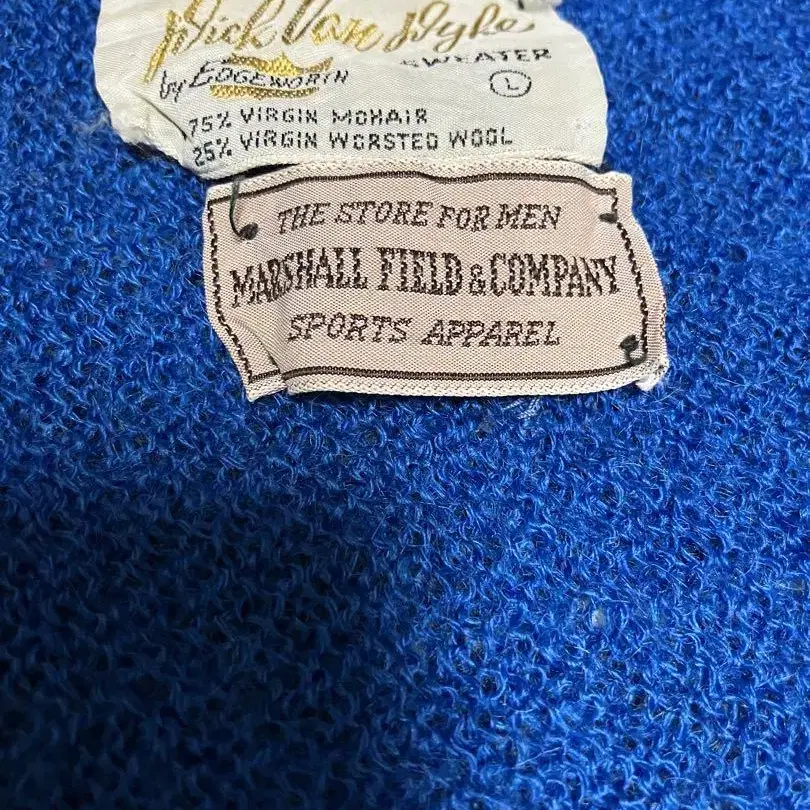 Dick Van Dyke
SWEATER
by EDGEWORTH
L
75% VIRGIN MOHAIR
25% VIRGIN WORSTED WOOL
THE STORE FOR MEN
MARSHALL FIELD & COMPANY
SPORTS APPAREL